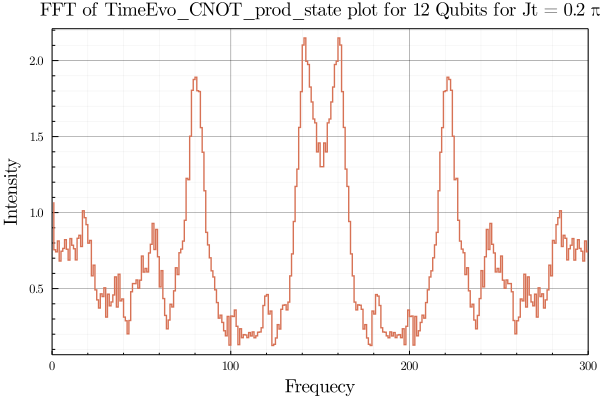 FFT of TimeEvo_CNOT_prod_state plot for 12 Qubits for Jt = 0.2 π
2.0
1.5
1.0
0.5
Intensity
0 100 200 300
Frequecy